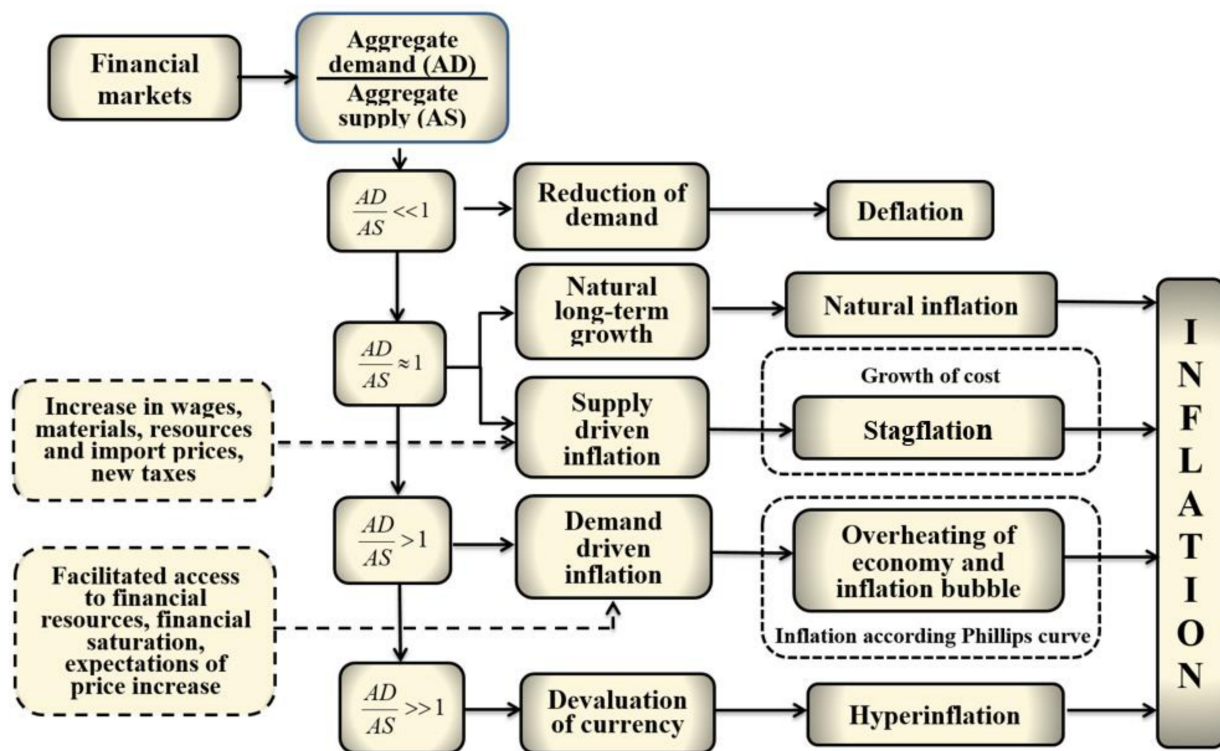 Financial
markets
Aggregate
demand (AD)
Aggregate
supply (AS)
AD
AS
<<1
Reduction of
demand
Deflation
AD
AS
≈1
Natural
long-term
growth
Natural inflation
Increase in wages,
materials, resources
and import prices,
new taxes
Supply
driven
inflation
Growth of cost
Stagflation
AD
AS
>1
Demand
driven
inflation
Overheating of
economy and
inflation bubble
Inflation according Phillips curve
Facilitated access
to financial
resources, financial
saturation,
expectations of
price increase
AD
AS
>>1
Devaluation
of currency
Hyperinflation
I
N
F
L
A
T
I
O
N